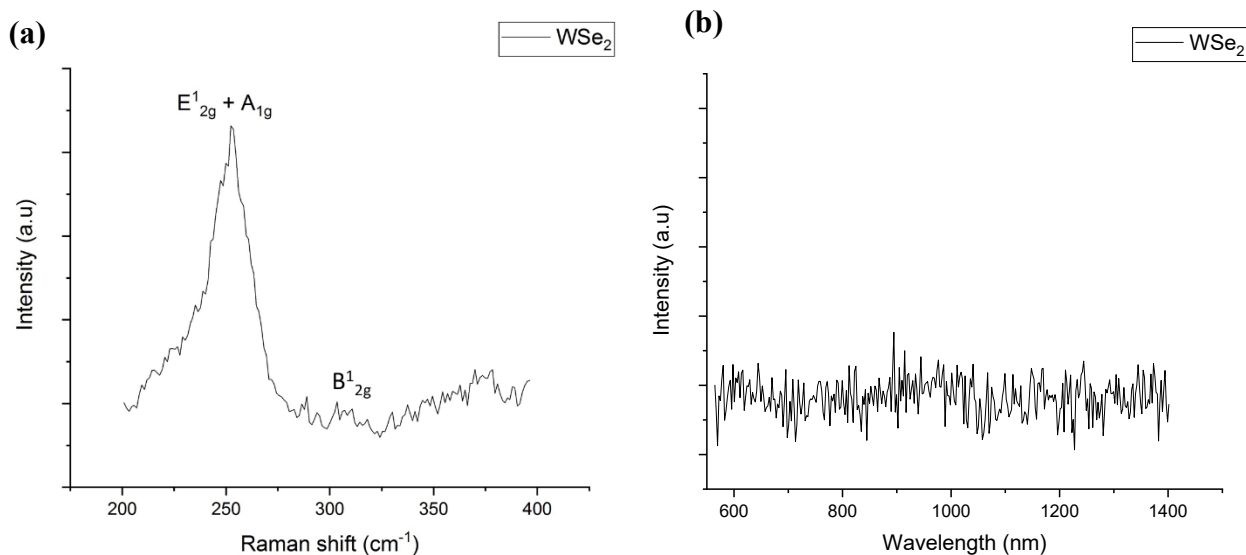 (a)
WSe₂
E¹₂g + A₁g
B¹₂g
Intensity (a.u)
200 250 300 350 400
Raman shift (cm⁻¹)
(b)
WSe₂
Intensity (a.u)
600 800 1000 1200 1400
Wavelength (nm)